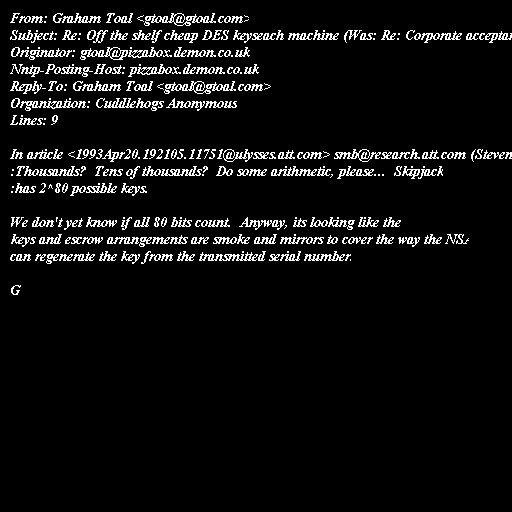 From: Graham Toal <gtoal@gtoal.com>
Subject: Re: Off the shelf cheap DES keyseach machine (Was: Re: Corporate
Originator: gtoal@pizzabox.demon.co.uk
Nntp-Posting-Host: pizzabox.demon.co.uk
Reply-To: Graham Toal <gtoal@gtoal.com>
Organization: Cuddlehogs Anonymous
Lines: 9

In article <1993Apr20.192105.11751@ulysses.att.com> smb@research.att.com (Steven
:Thousands?  Tens of thousands?  Do some arithmetic, please...  Skipjack
:has 2^80 possible keys.

We don't yet know if all 80 bits count.  Anyway, its looking like the
keys and escrow arrangements are smoke and mirrors to cover the way the
can regenerate the key from the transmitted serial number.

G